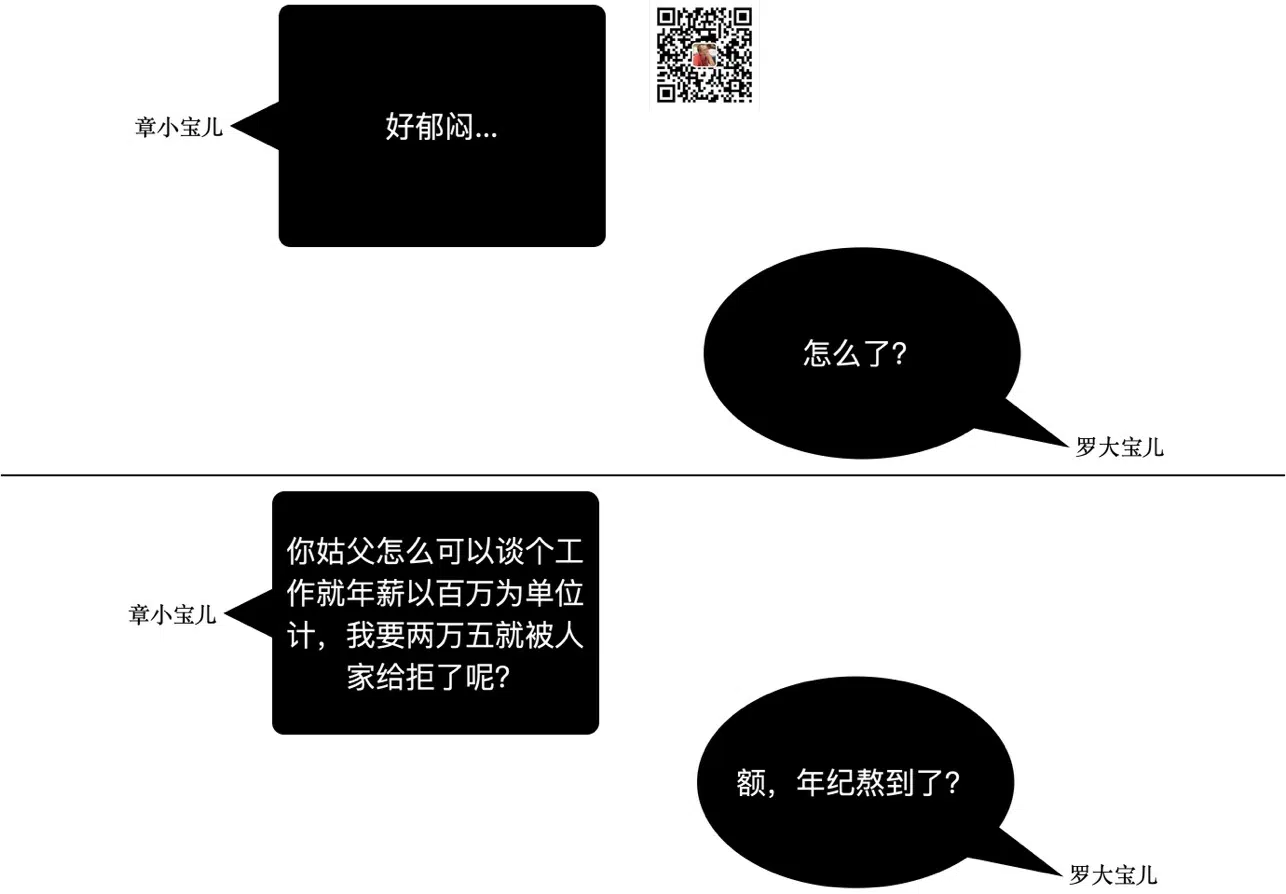 章小宝儿
好郁闷...
怎么了?
罗大宝儿
章小宝儿
你姑父怎么可以谈个工
作就年薪以百万为单位
计，我要两万五就被人
家给拒了呢?
额，年纪熬到了?
罗大宝儿